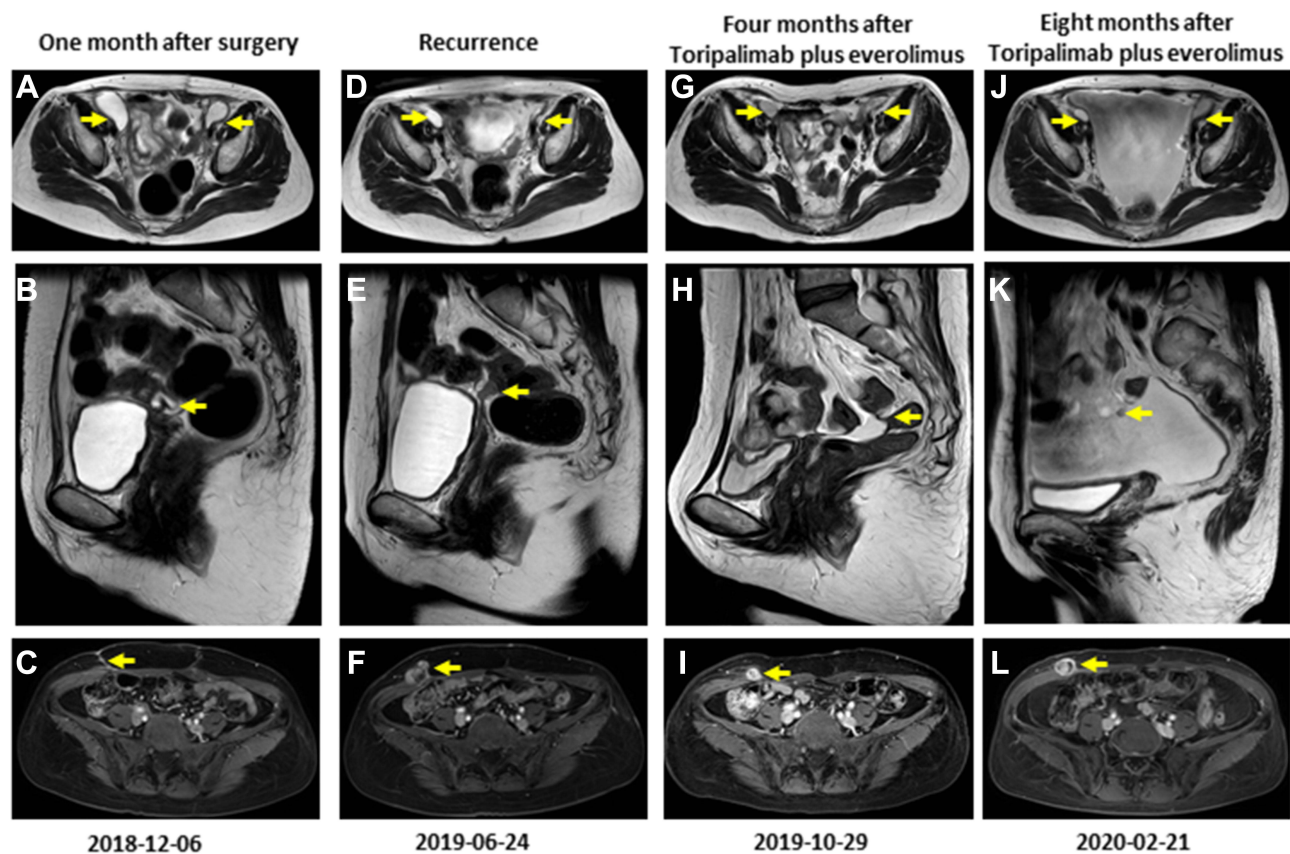 One month after surgery
Recurrence
Four months after
Toripalimab plus everolimus
Eight months after
Toripalimab plus everolimus
A
D
G
J
B
E
H
K
C
F
I
L
2018-12-06
2019-06-24
2019-10-29
2020-02-21